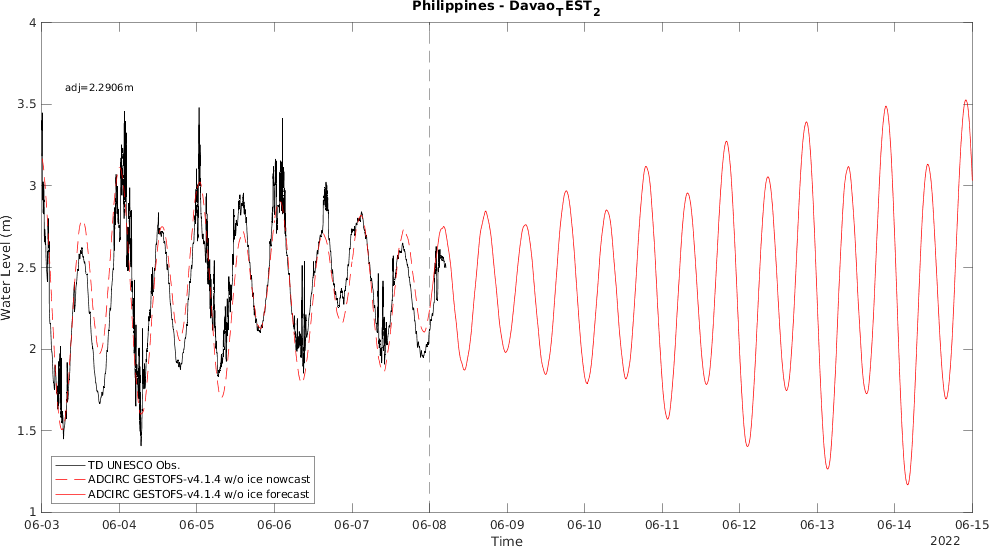 Philippines - Davao_TEST_2
4
adj=2.2906m
3.5
3
2.5
2
1.5
1
Water Level (m)
TD UNESCO Obs.
ADCIRC GESTOFS-v4.1.4 w/o ice nowcast
ADCIRC GESTOFS-v4.1.4 w/o ice forecast
06-03 06-04 06-05 06-06 06-07 06-08 06-09 06-10 06-11 06-12 06-13 06-14 06-15
Time
2022